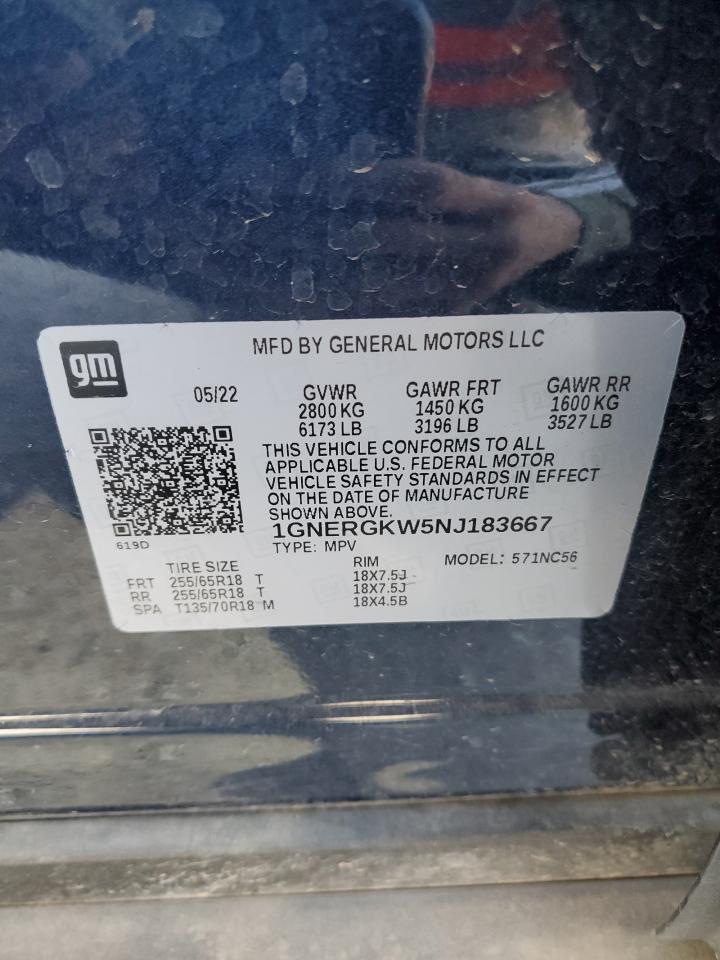 gm
MFD BY GENERAL MOTORS LLC
05/22
GVWR
2800 KG
6173 LB
GAWR FRT
1450 KG
3196 LB
GAWR RR
1600 KG
3527 LB
THIS VEHICLE CONFORMS TO ALL
APPLICABLE U.S. FEDERAL MOTOR
VEHICLE SAFETY STANDARDS IN EFFECT
ON THE DATE OF MANUFACTURE
SHOWN ABOVE.
1GNERGKW5NJ183667
619D
TYPE: MPV
MODEL: 571NC56
TIRE SIZE RIM
FRT 255/65R18 T 18X7.5J
RR 255/65R18 T 18X7.5J
SPA T135/70R18 M 18X4.5B